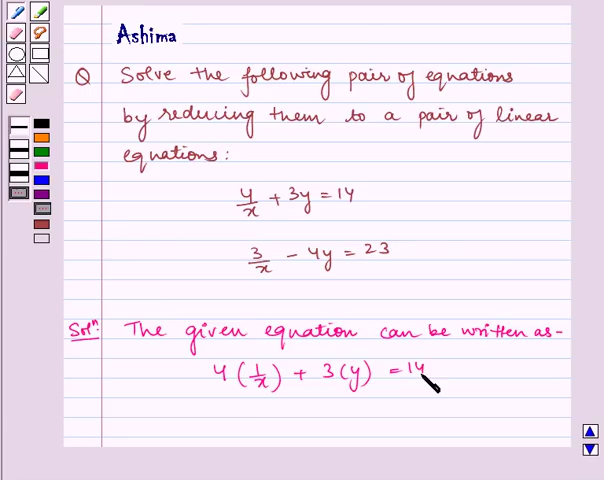 Ashima
Q Solve the following pair of equations
by reducing them to a pair of linear
equations:
4/x + 3y = 14
3/x - 4y = 23
Solⁿ: The given equation can be written as -
4 (1/x) + 3 (y) = 14